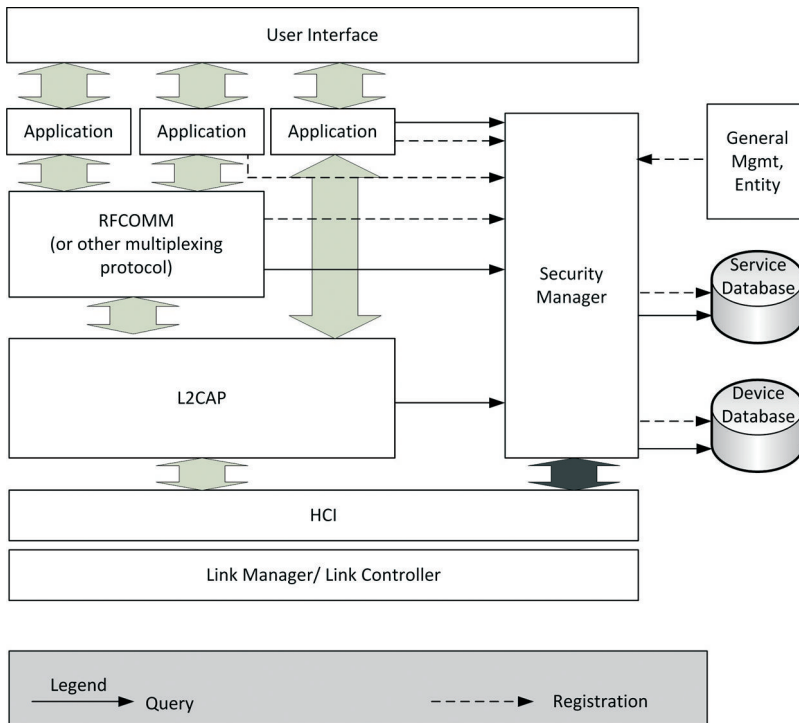 User Interface
Application
Application
Application
General
Mgmt,
Entity
RFCOMM
(or other multiplexing
protocol)
Security
Manager
Service
Database
L2CAP
Device
Database
HCI
Link Manager/ Link Controller
Legend
Query
Registration